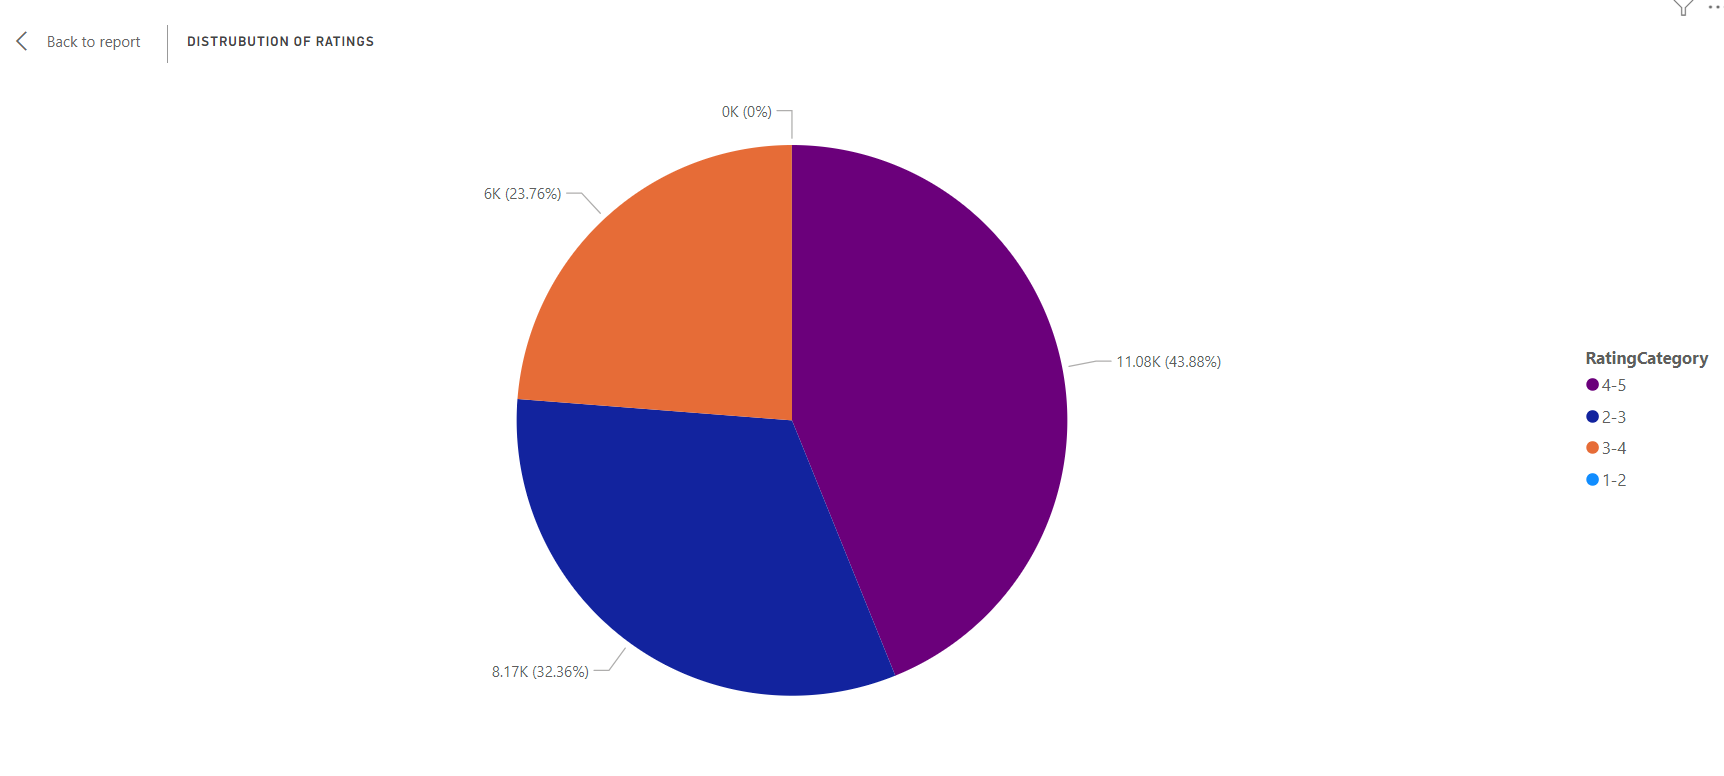 Back to report
DISTRUBUTION OF RATINGS
0K (0%)
6K (23.76%)
11.08K (43.88%)
8.17K (32.36%)
RatingCategory
4-5
2-3
3-4
1-2